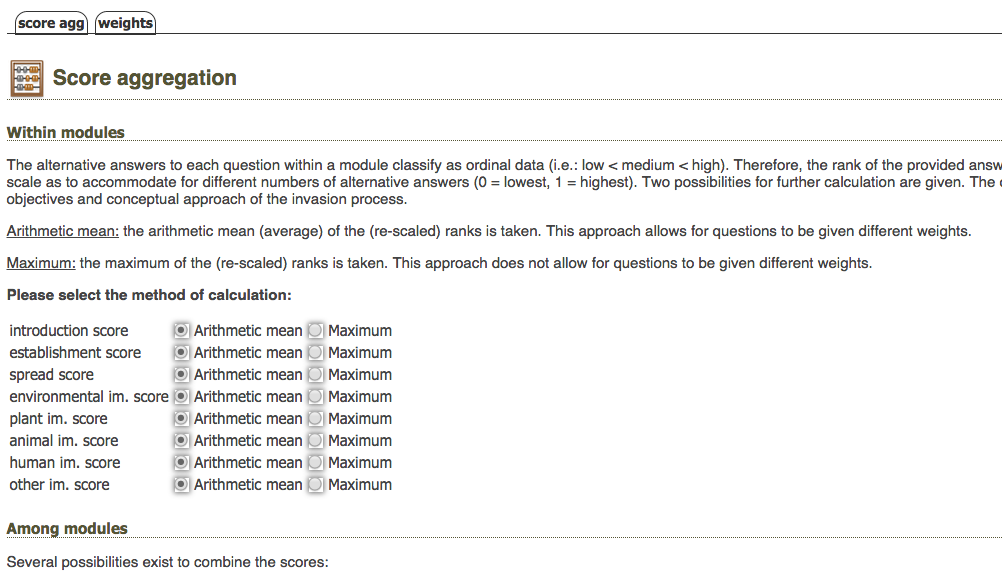 score agg weights
Score aggregation
Within modules
The alternative answers to each question within a module classify as ordinal data (i.e.: low < medium < high). Therefore, the rank of the provided
scale as to accommodate for different numbers of alternative answers (0 = lowest, 1 = highest). Two possibilities for further calculation are given. The
objectives and conceptual approach of the invasion process.
Arithmetic mean: the arithmetic mean (average) of the (re-scaled) ranks is taken. This approach allows for questions to be given different weights.
Maximum: the maximum of the (re-scaled) ranks is taken. This approach does not allow for questions to be given different weights.
Please select the method of calculation:
introduction score Arithmetic mean Maximum
establishment score Arithmetic mean Maximum
spread score Arithmetic mean Maximum
environmental im. score Arithmetic mean Maximum
plant im. score Arithmetic mean Maximum
animal im. score Arithmetic mean Maximum
human im. score Arithmetic mean Maximum
other im. score Arithmetic mean Maximum
Among modules
Several possibilities exist to combine the scores: